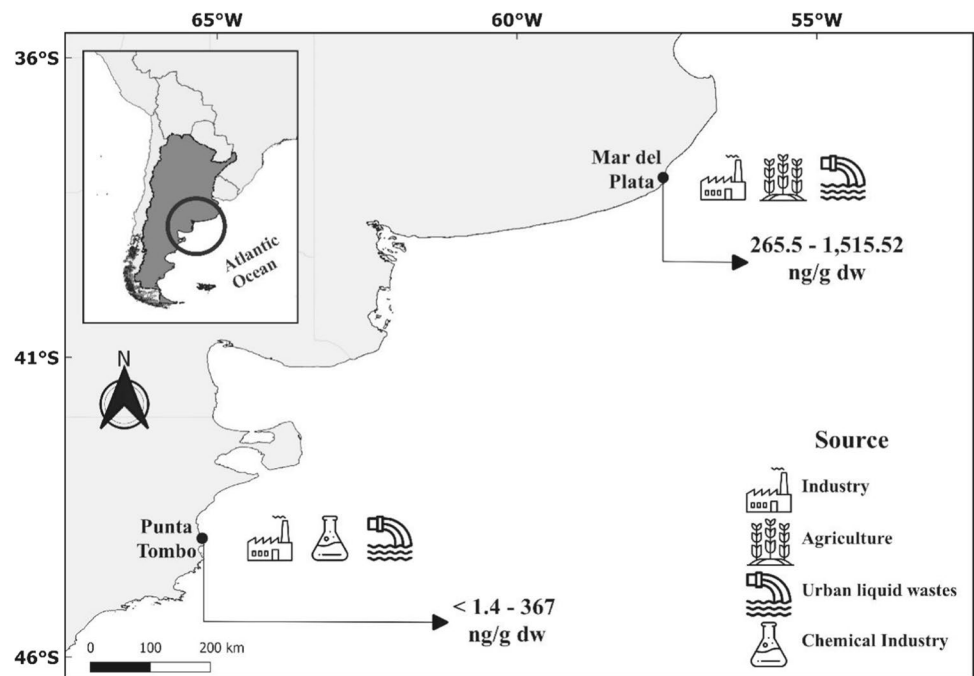 65°W 60°W 55°W
36°S
41°S
46°S
Atlantic
Ocean
Mar del
Plata
265.5 - 1,515.52
ng/g dw
N
Punta
Tombo
< 1.4 - 367
ng/g dw
0 100 200 km
Source
Industry
Agriculture
Urban liquid wastes
Chemical Industry